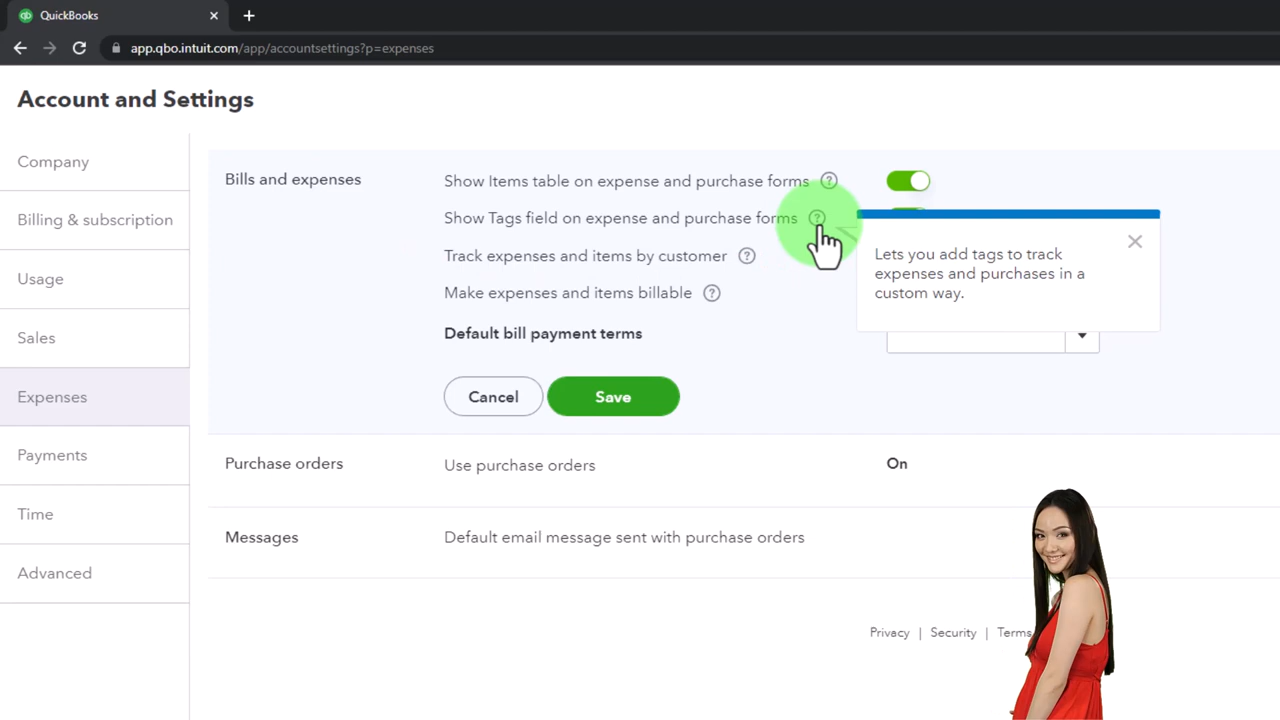 QuickBooks
app.qbo.intuit.com/app/accountsettings?p=expenses
Account and Settings
Company
Billing & subscription
Usage
Sales
Expenses
Payments
Time
Advanced
Bills and expenses
Show Items table on expense and purchase forms
Show Tags field on expense and purchase forms
Track expenses and items by customer
Make expenses and items billable
Default bill payment terms
Lets you add tags to track
expenses and purchases in a
custom way.
Cancel Save
Purchase orders Use purchase orders On
Messages Default email message sent with purchase orders
Privacy | Security | Terms